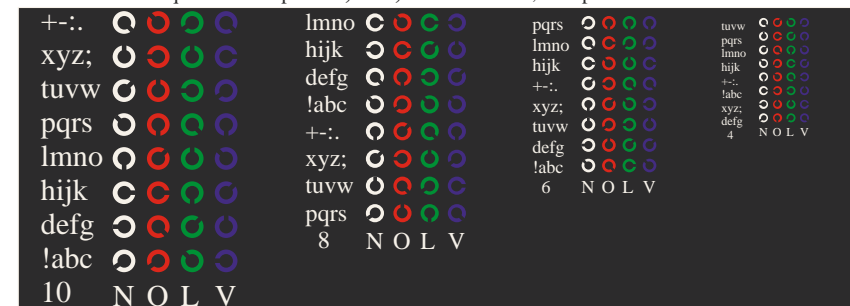 +-:.
xyz;
tuvw
pqrs
lmno
hijk
defg
!abc
10 N O L V
lmno
hijk
defg
!abc
+-:.
xyz;
tuvw
pqrs
8 N O L V
pqrs
lmno
hijk
+-:.
xyz;
tuvw
defg
!abc
6 N O L V
tuvw
pqrs
lmno
hijk
+-:.
!abc
xyz;
defg
4 N O L V